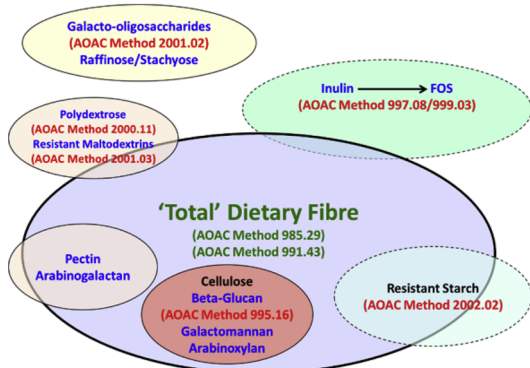 Galacto-oligosaccharides
(AOAC Method 2001.02)
Raffinose/Stachyose
Inulin FOS
(AOAC Method 997.08/999.03)
Polydextrose
(AOAC Method 2000.11)
Resistant Maltodextrins
(AOAC Method 2001.03)
‘Total’ Dietary Fibre
(AOAC Method 985.29)
(AOAC Method 991.43)
Pectin
Arabinogalactan
Cellulose
Beta-Glucan
(AOAC Method 995.16)
Galactomannan
Arabinoxylan
Resistant Starch
(AOAC Method 2002.02)